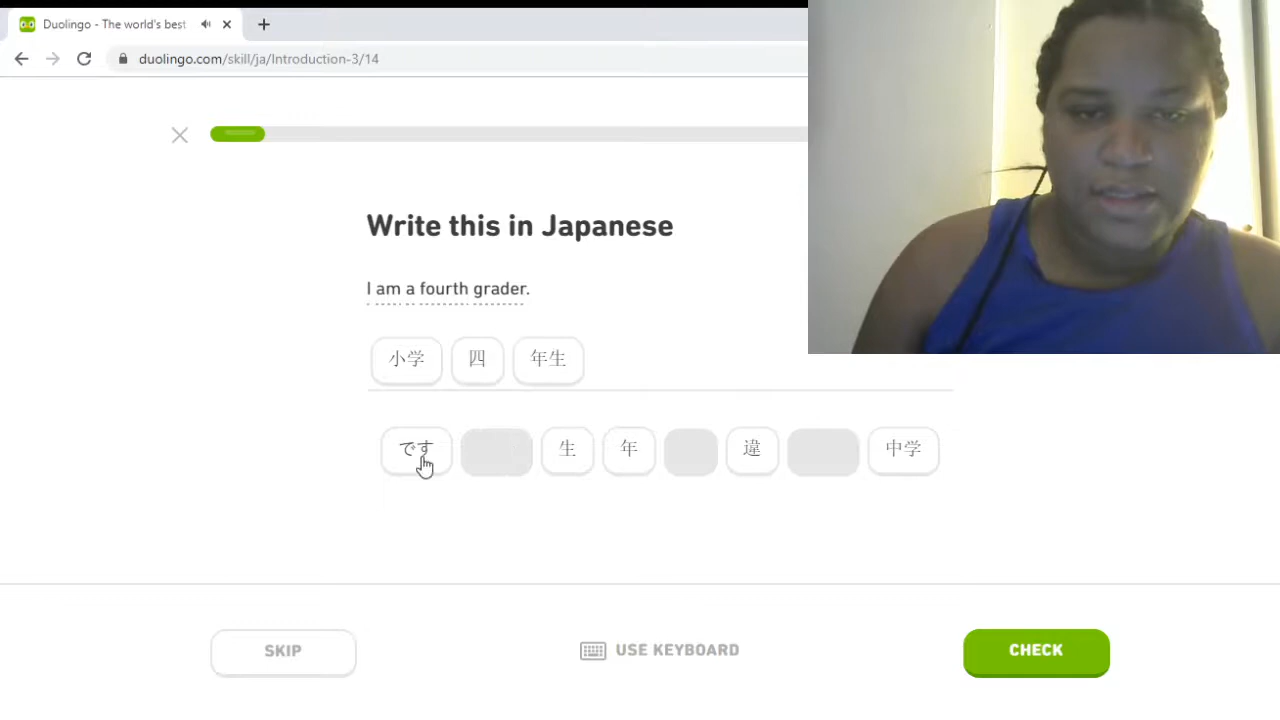 Duolingo - The world's best
duolingo.com/skill/ja/Introduction-3/14
Write this in Japanese
I am a fourth grader.
小学 四 年生
です 生 年 違 中学
SKIP USE KEYBOARD CHECK